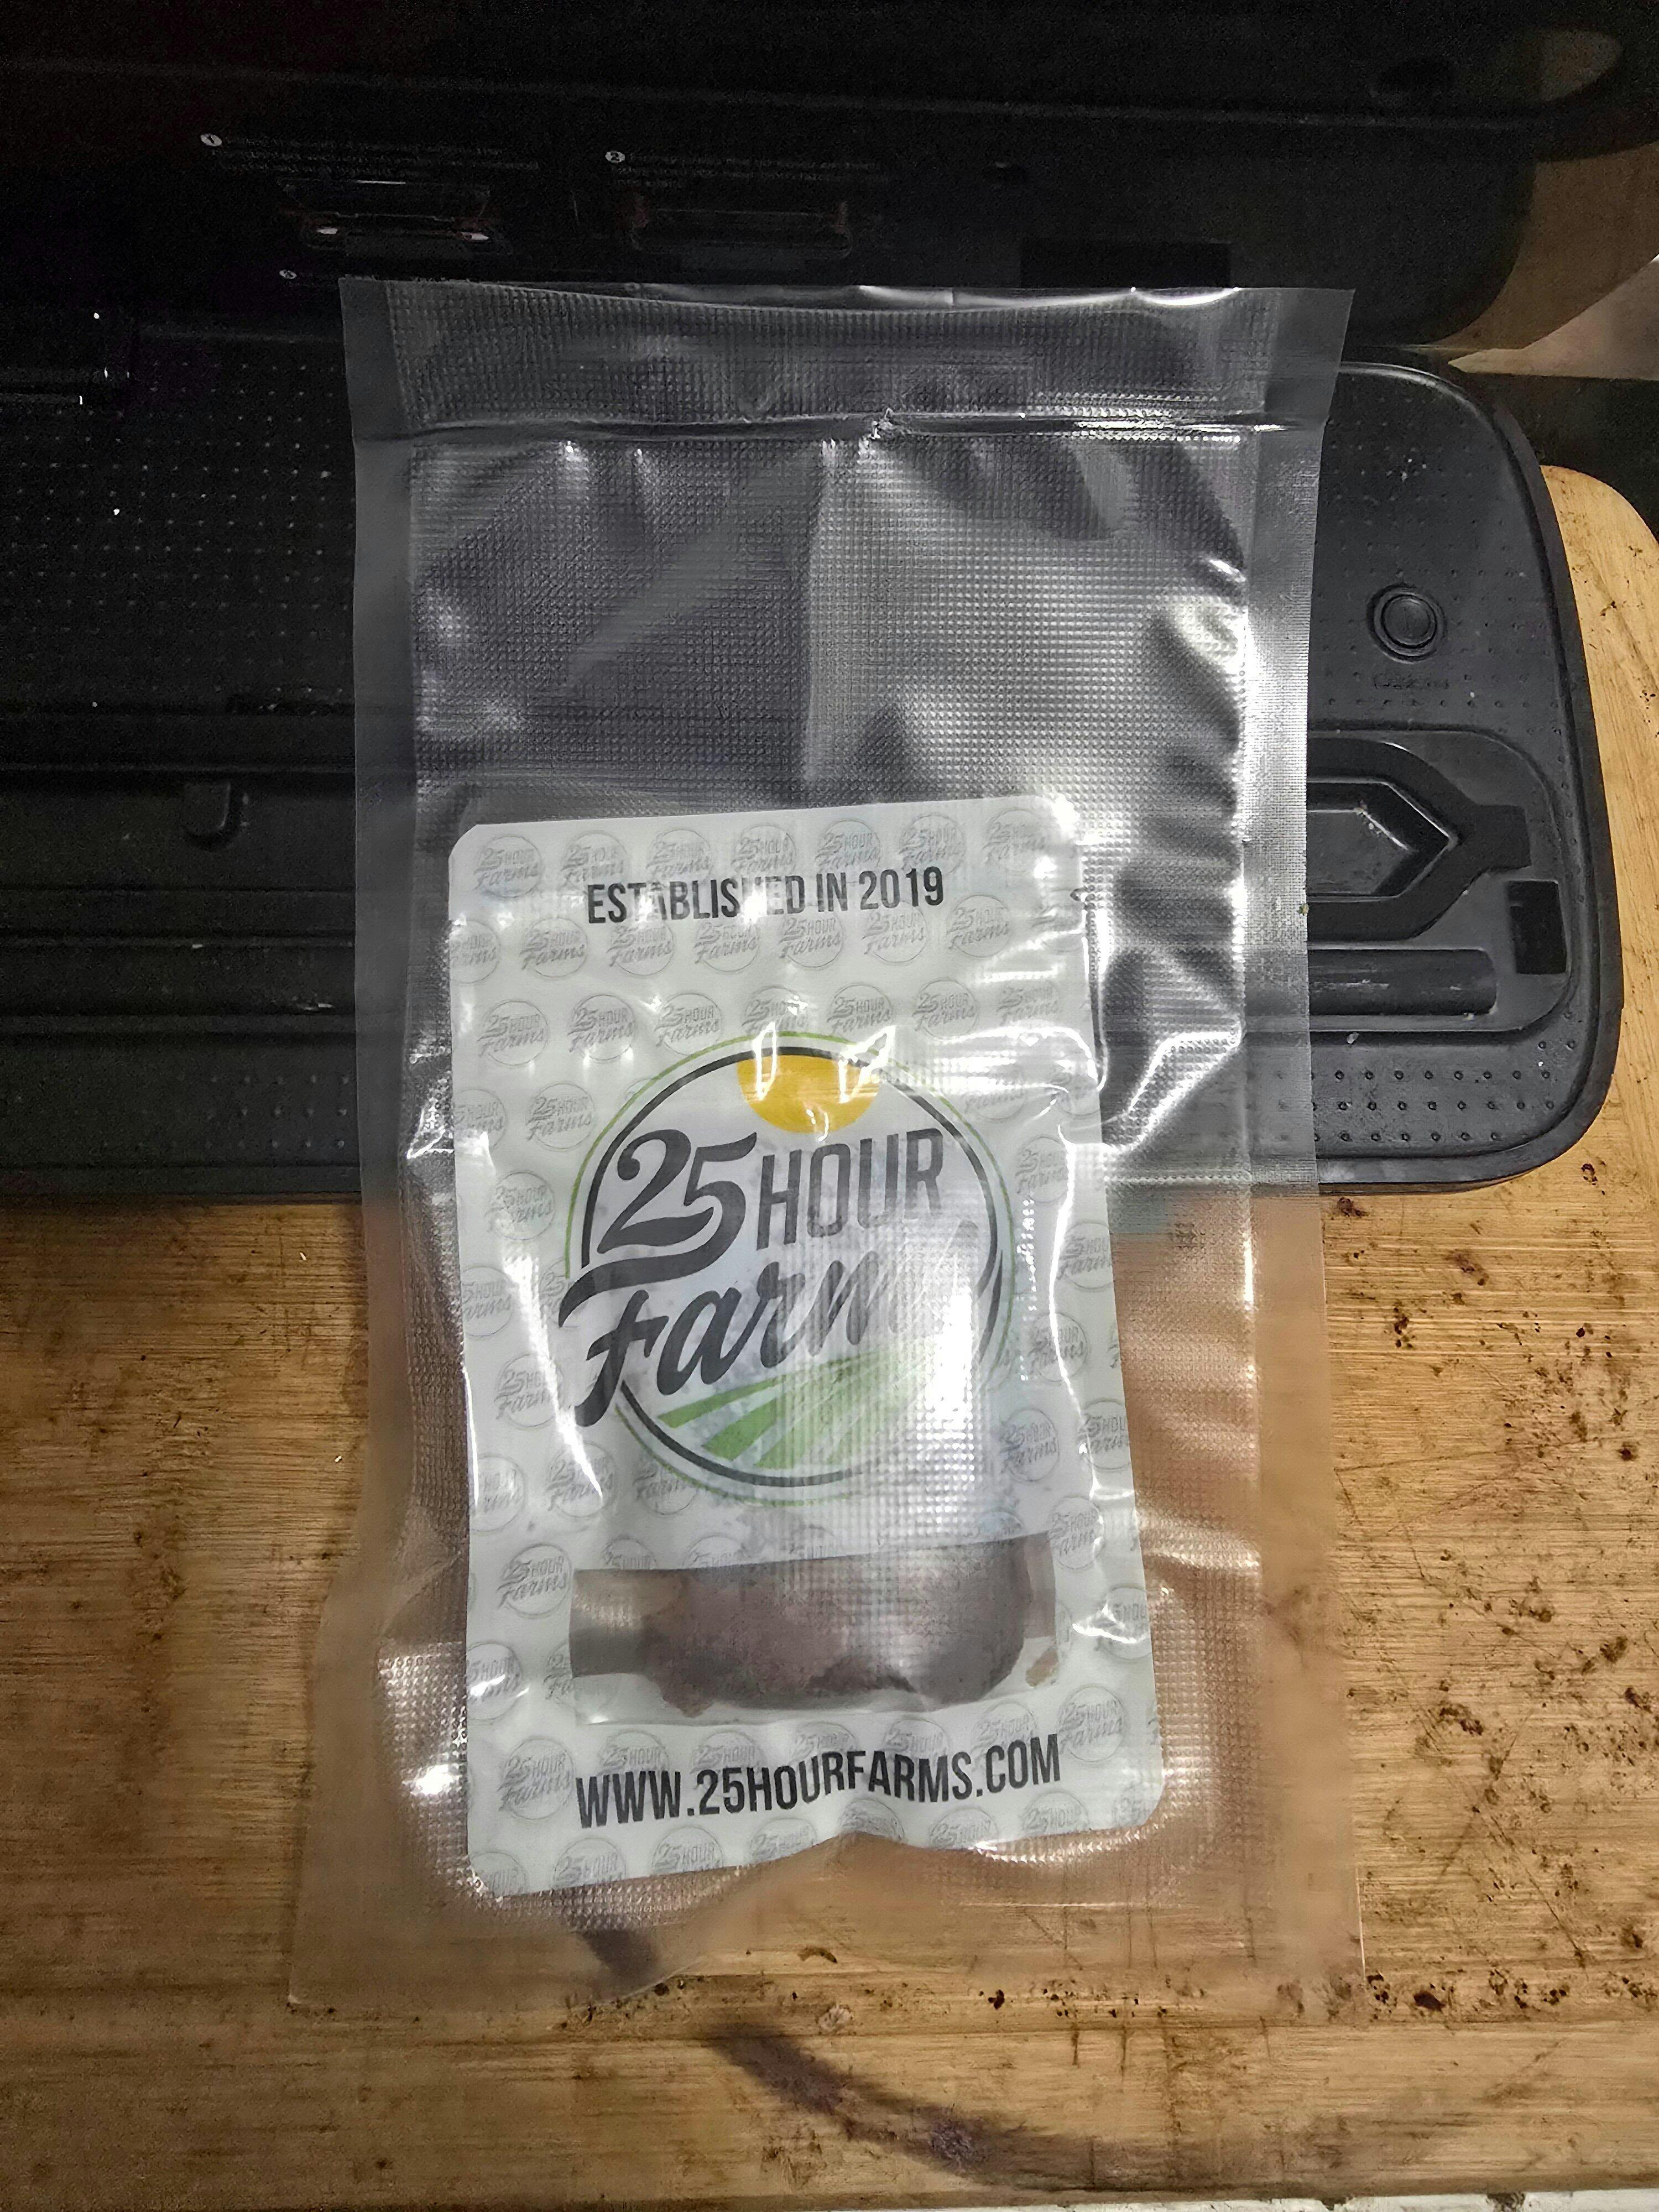 ESTABLISHED IN 2019
25 HOUR
Farms
WWW.25HOURFARMS.COM